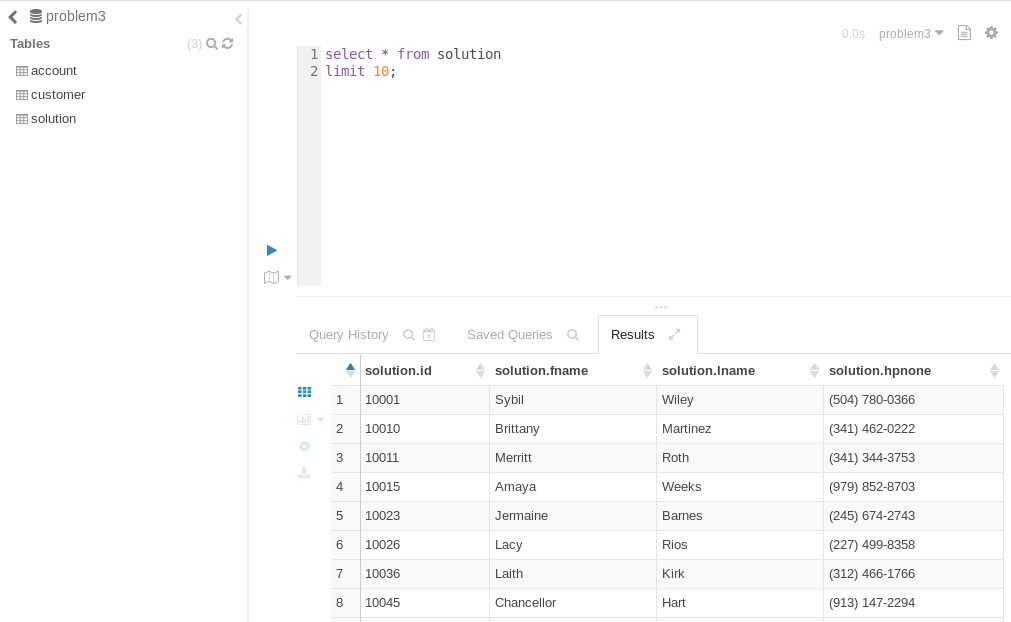 problem3
Tables (3)
account
customer
solution
0.0s problem3
1 select * from solution
2 limit 10;
Query History Saved Queries Results
solution.id solution.fname solution.lname solution.hpnone
1 10001 Sybil Wiley (504) 780-0366
2 10010 Brittany Martinez (341) 462-0222
3 10011 Merritt Roth (341) 344-3753
4 10015 Amaya Weeks (979) 852-8703
5 10023 Jermaine Barnes (245) 674-2743
6 10026 Lacy Rios (227) 499-8358
7 10036 Laith Kirk (312) 466-1766
8 10045 Chancellor Hart (913) 147-2294